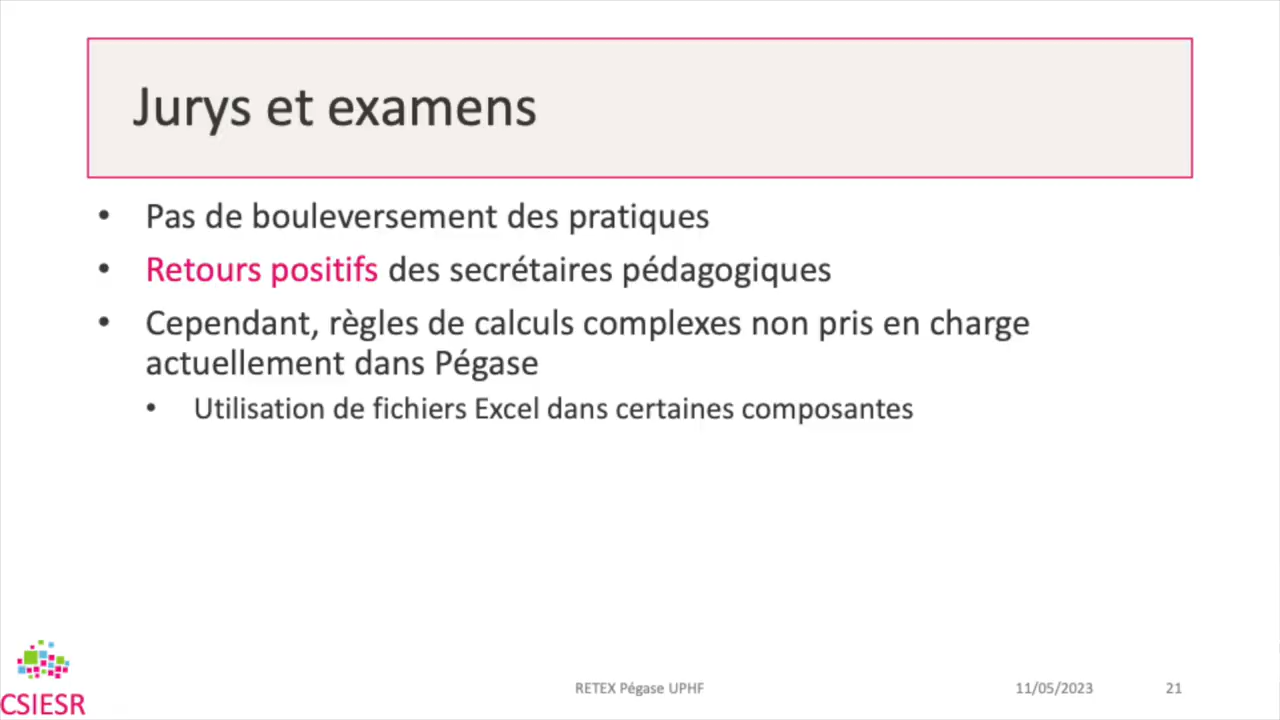 Jurys et examens
• Pas de bouleversement des pratiques
• Retours positifs des secrétaires pédagogiques
• Cependant, règles de calculs complexes non pris en charge
actuellement dans Pégase
• Utilisation de fichiers Excel dans certaines composantes
CSIESR
RETEX Pégase UPHF
11/05/2023
21